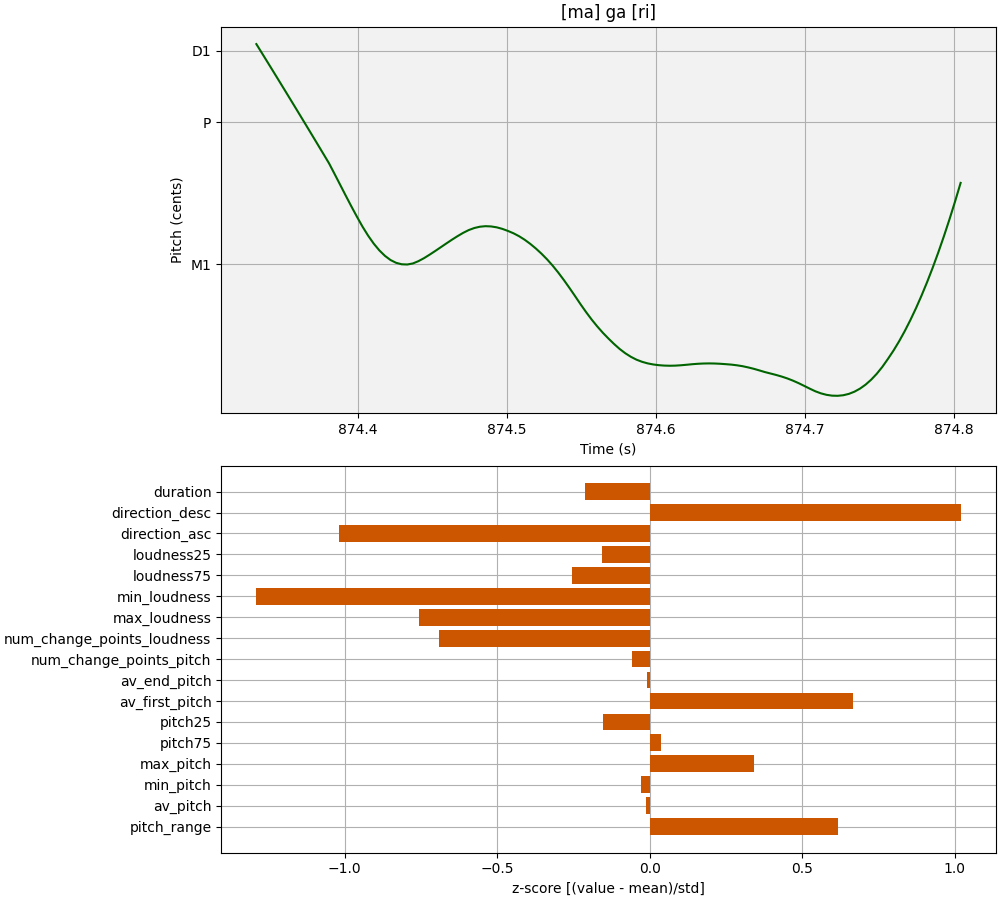 [ma] ga [ri]
D1
P
M1
Pitch (cents)
874.4 874.5 874.6 874.7 874.8
Time (s)
duration
direction_desc
direction_asc
loudness25
loudness75
min_loudness
max_loudness
num_change_points_loudness
num_change_points_pitch
av_end_pitch
av_first_pitch
pitch25
pitch75
max_pitch
min_pitch
av_pitch
pitch_range
−1.0 −0.5 0.0 0.5 1.0
z-score [(value - mean)/std]